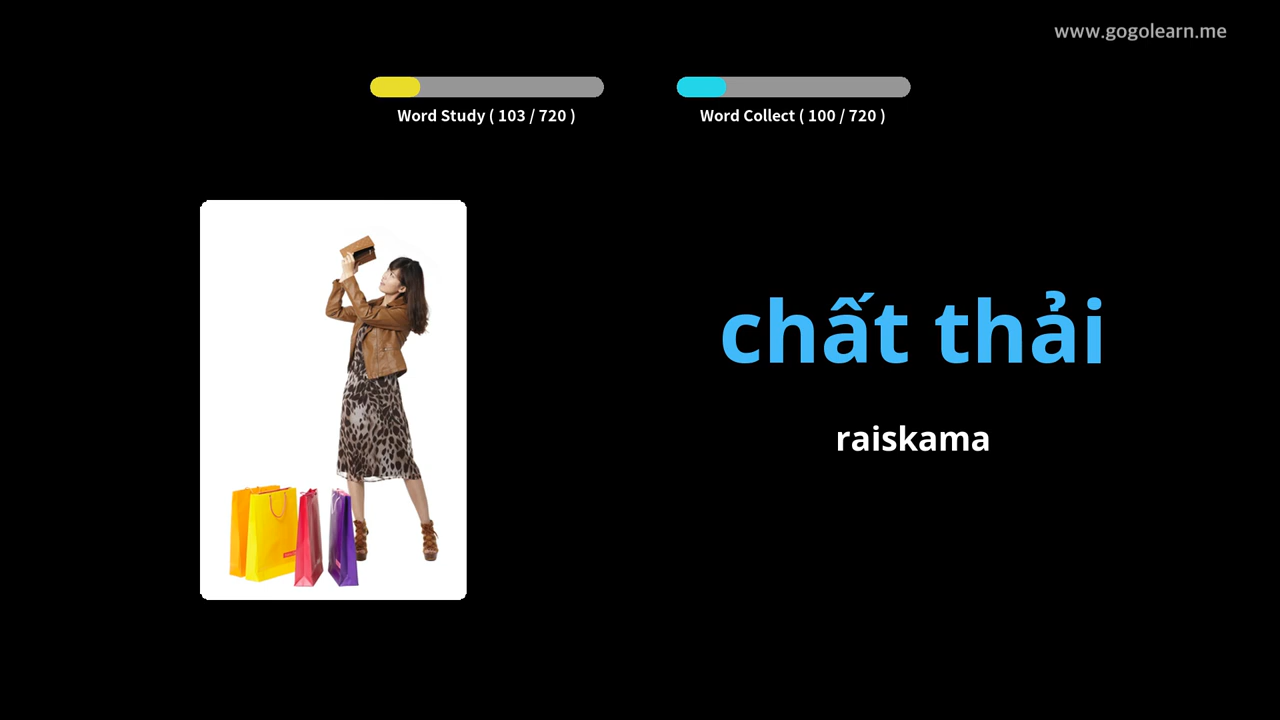 www.gogolearn.me
Word Study ( 103 / 720 )
Word Collect ( 100 / 720 )
chất thải
raiskama